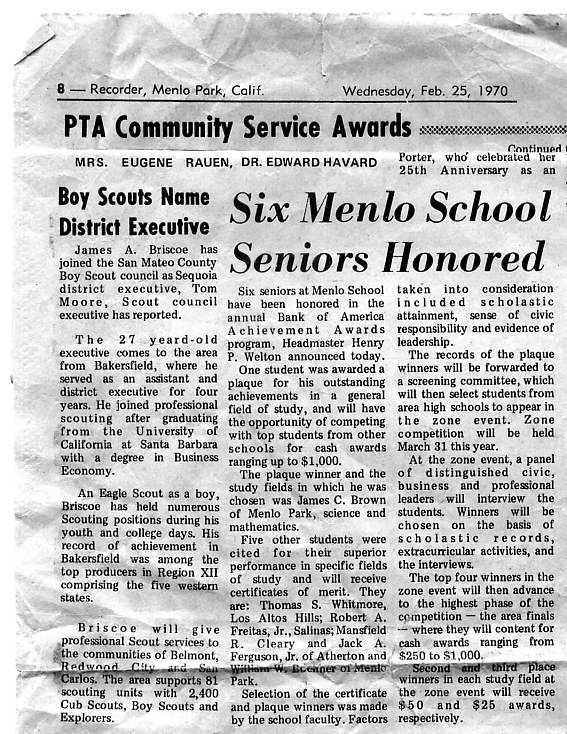 8 — Recorder, Menlo Park, Calif.
Wednesday, Feb. 25, 1970
PTA Community Service Awards
Continued
MRS. EUGENE RAUEN, DR. EDWARD HAVARD
Porter, who celebrated her
25th Anniversary as an
Boy Scouts Name
District Executive
James A. Briscoe has
joined the San Mateo County
Boy Scout council as Sequoia
district executive, Tom
Moore, Scout council
executive has reported.
The 27 yeard-old
executive comes to the area
from Bakersfield, where he
served as an assistant and
district executive for four
years. He joined professional
scouting after graduating
from the University of
California at Santa Barbara
with a degree in Business
Economy.
An Eagle Scout as a boy,
Briscoe has held numerous
Scouting positions during his
youth and college days. His
record of achievement in
Bakersfield was among the
top producers in Region XII
comprising the five western
states.
Briscoe will give
professional Scout services to
the communities of Belmont,
Redwood City and San
Carlos. The area supports 81
scouting units with 2,400
Cub Scouts, Boy Scouts and
Explorers.
Six Menlo School
Seniors Honored
Six seniors at Menlo School
have been honored in the
annual Bank of America
Achievement Awards
program, Headmaster Henry
P. Welton announced today.
One student was awarded a
plaque for his outstanding
achievements in a general
field of study, and will have
the opportunity of competing
with top students from other
schools for cash awards
ranging up to $1,000.
The plaque winner and the
study fields in which he was
chosen was James C. Brown
of Menlo Park, science and
mathematics.
Five other students were
cited for their superior
performance in specific fields
of study and will receive
certificates of merit. They
are: Thomas S. Whitmore,
Los Altos Hills; Robert A.
Freitas, Jr., Salinas; Mansfield
R. Cleary and Jack A.
Ferguson, Jr. of Atherton and
William W. of Menlo
Park.
Selection of the certificate
and plaque winners was made
by the school faculty. Factors
taken into consideration
included scholastic
attainment, sense of civic
responsibility and evidence of
leadership.
The records of the plaque
winners will be forwarded to
a screening committee, which
will then select students from
area high schools to appear in
the zone event. Zone
competition will be held
March 31 this year.
At the zone event, a panel
of distinguished civic,
business and professional
leaders will interview the
students. Winners will be
chosen on the basis of
scholastic records,
extracurricular activities, and
the interviews.
The top four winners in the
zone event will then advance
to the highest phase of the
competition — the area finals
— where they will content for
cash awards ranging from
$250 to $1,000.
Second and third place
winners in each study field at
the zone event will receive
$50 and $25 awards,
respectively.